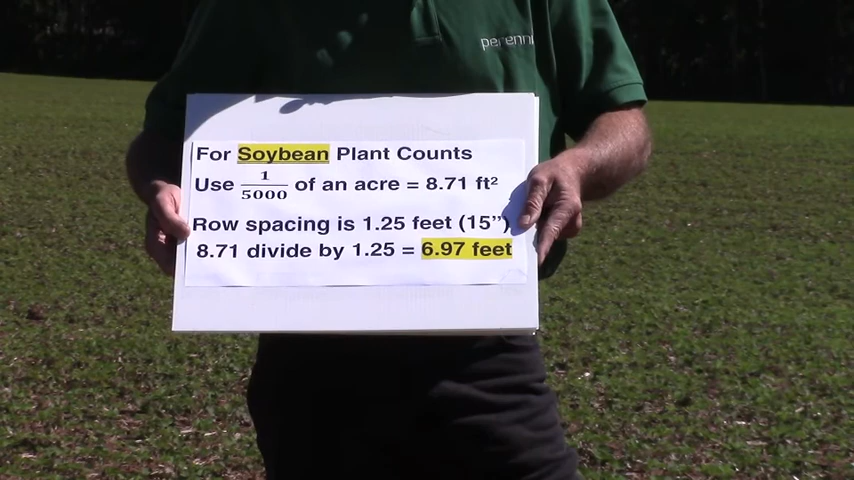 perenni
For Soybean Plant Counts
Use 1/5000 of an acre = 8.71 ft²
Row spacing is 1.25 feet (15”)
8.71 divide by 1.25 = 6.97 feet